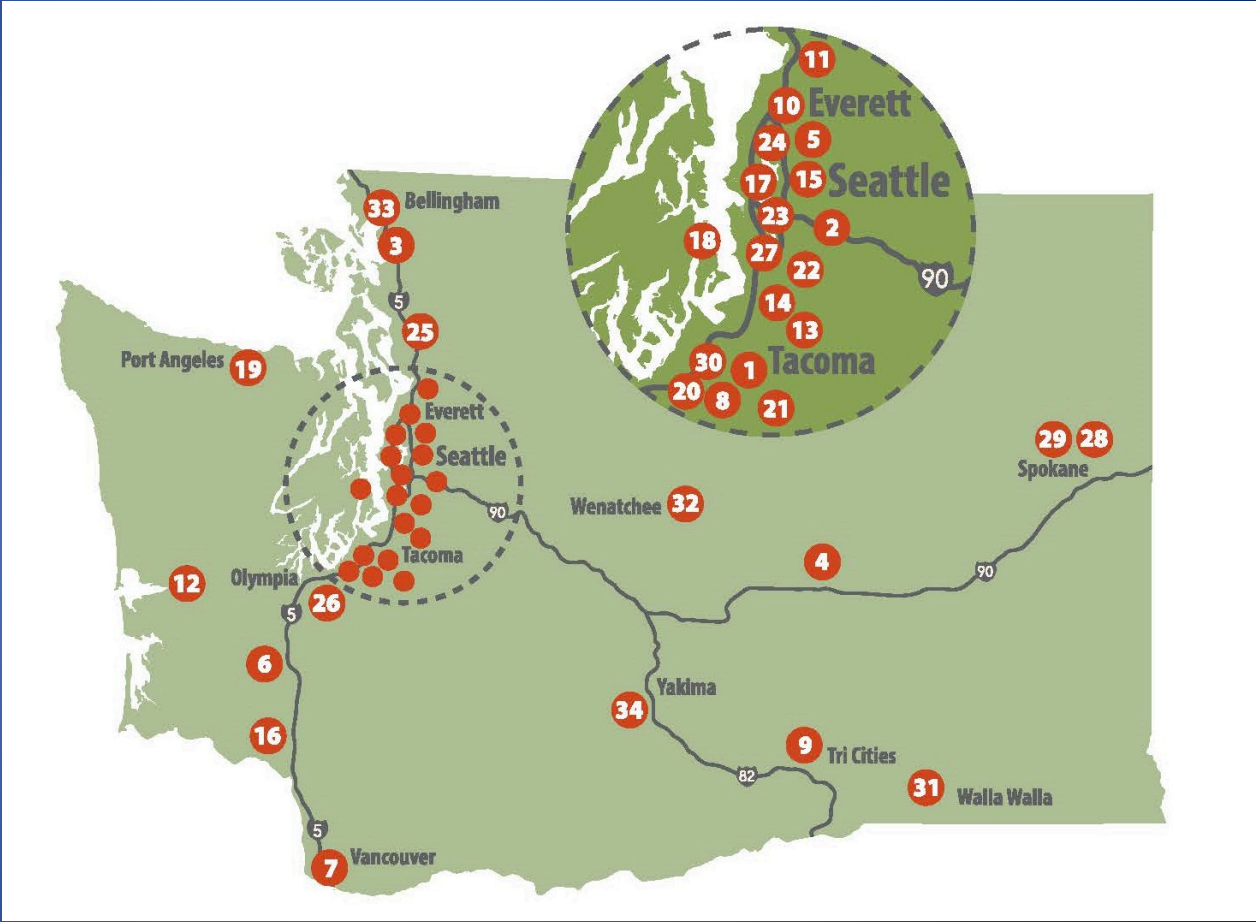 11
10 Everett
24 5
17 15 Seattle
23 2
18 27
22
90
14
13
30 1 Tacoma
20 8 21
33 Bellingham
3
5
25
Port Angeles 19
Everett
Seattle
29 28
Spokane
Wenatchee 32
90
Tacoma
4
90
Olympia
12
26
5
6
Yakima
34
16
9 Tri Cities
82
31 Walla Walla
5
7 Vancouver